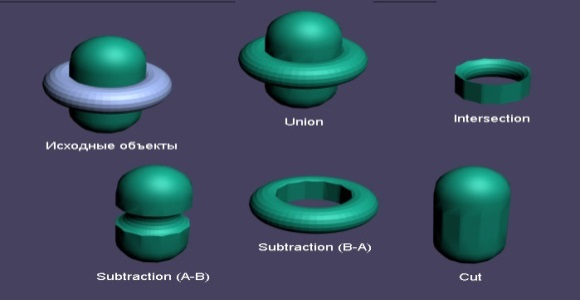 Union
Intersection
Исходные объекты
Subtraction (B-A)
Subtraction (A-B)
Cut